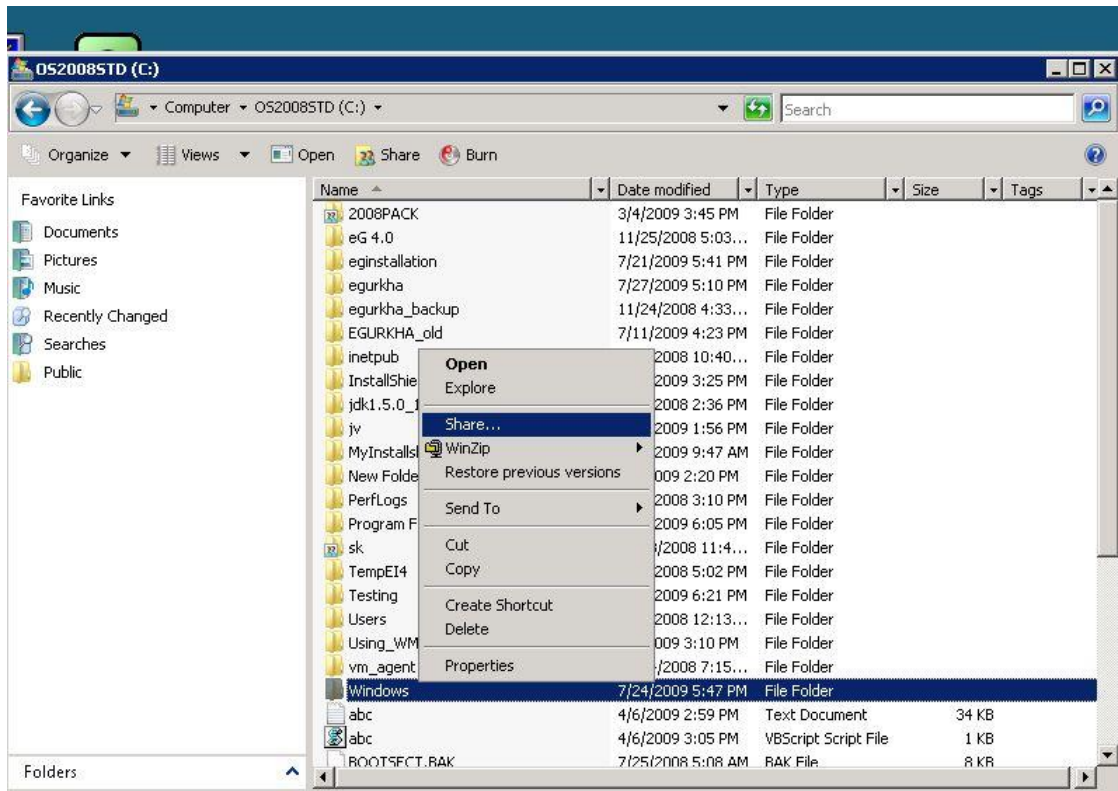 OS2008STD (C:)
Computer OS2008STD (C:)
Search
Organize Views Open Share Burn
Favorite Links
Documents
Pictures
Music
Recently Changed
Searches
Public
Folders
Name Date modified Type Size Tags
2008PACK 3/4/2009 3:45 PM File Folder
eG 4.0 11/25/2008 5:03... File Folder
eginstallation 7/21/2009 5:41 PM File Folder
egurkha 7/27/2009 5:10 PM File Folder
egurkha_backup 11/24/2008 4:33... File Folder
EGURKHA_old 7/11/2009 4:23 PM File Folder
inetpub 2008 10:40... File Folder
InstallShie 2009 3:25 PM File Folder
jdk1.5.0_1 2008 2:36 PM File Folder
jv 2009 1:56 PM File Folder
MyInstalls 2009 9:47 AM File Folder
New Folde 009 2:20 PM File Folder
PerfLogs 2008 3:10 PM File Folder
Program F 2009 6:05 PM File Folder
sk /2008 11:4... File Folder
TempEI4 2008 5:02 PM File Folder
Testing 2009 6:21 PM File Folder
Users 2008 12:13... File Folder
Using_WM 009 3:10 PM File Folder
vm_agent /2008 7:15... File Folder
Windows 7/24/2009 5:47 PM File Folder
abc 4/6/2009 2:59 PM Text Document 34 KB
abc 4/6/2009 3:05 PM VBScript Script File 1 KB
BOOTSECT.BAK 7/25/2008 5:08 AM BAK File 8 KB
Open
Explore
Share...
WinZip
Restore previous versions
Send To
Cut
Copy
Create Shortcut
Delete
Properties